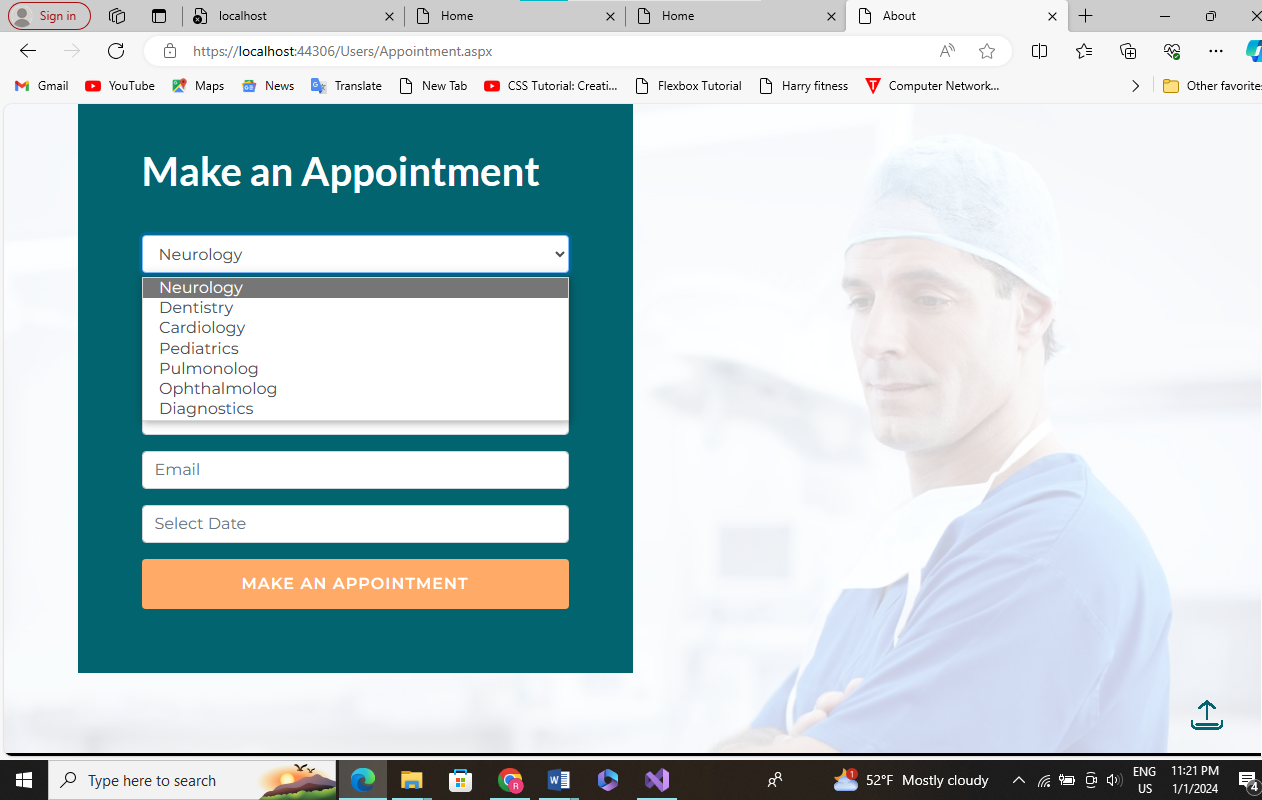 Sign in
localhost
Home
Home
About
https://localhost:44306/Users/Appointment.aspx
Gmail
YouTube
Maps
News
Translate
New Tab
CSS Tutorial: Creati...
Flexbox Tutorial
Harry fitness
Computer Network...
Other favorites
Make an Appointment
Neurology
Neurology
Dentistry
Cardiology
Pediatrics
Pulmonolog
Ophthalmolog
Diagnostics
Email
Select Date
MAKE AN APPOINTMENT
Type here to search
R
1
52°F Mostly cloudy
ENG
US
11:21 PM
1/1/2024
4